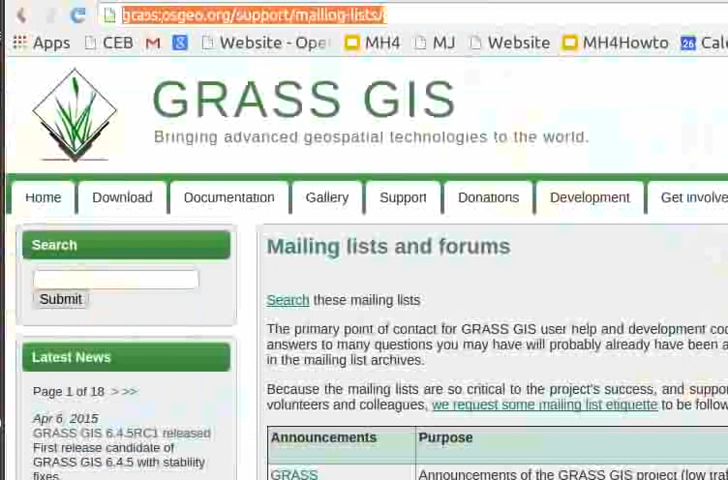 grass.osgeo.org/support/mailing-lists/
Apps CEB Website - Ope MH4 MJ Website MH4Howto 26 Cale
GRASS GIS
Bringing advanced geospatial technologies to the world.
Home Download Documentation Gallery Support Donations Development Get involve
Search
Submit
Mailing lists and forums
Search these mailing lists
The primary point of contact for GRASS GIS user help and development co
answers to many questions you may have will probably already have been a
in the mailing list archives.
Because the mailing lists are so critical to the project's success, and suppor
volunteers and colleagues, we request some mailing list etiquette to be follow
Announcements Purpose
GRASS Announcements of the GRASS GIS project (low traf
Latest News
Page 1 of 18 > >>
Apr 6, 2015
GRASS GIS 6.4.5RC1 released
First release candidate of
GRASS GIS 6.4.5 with stability
fixes